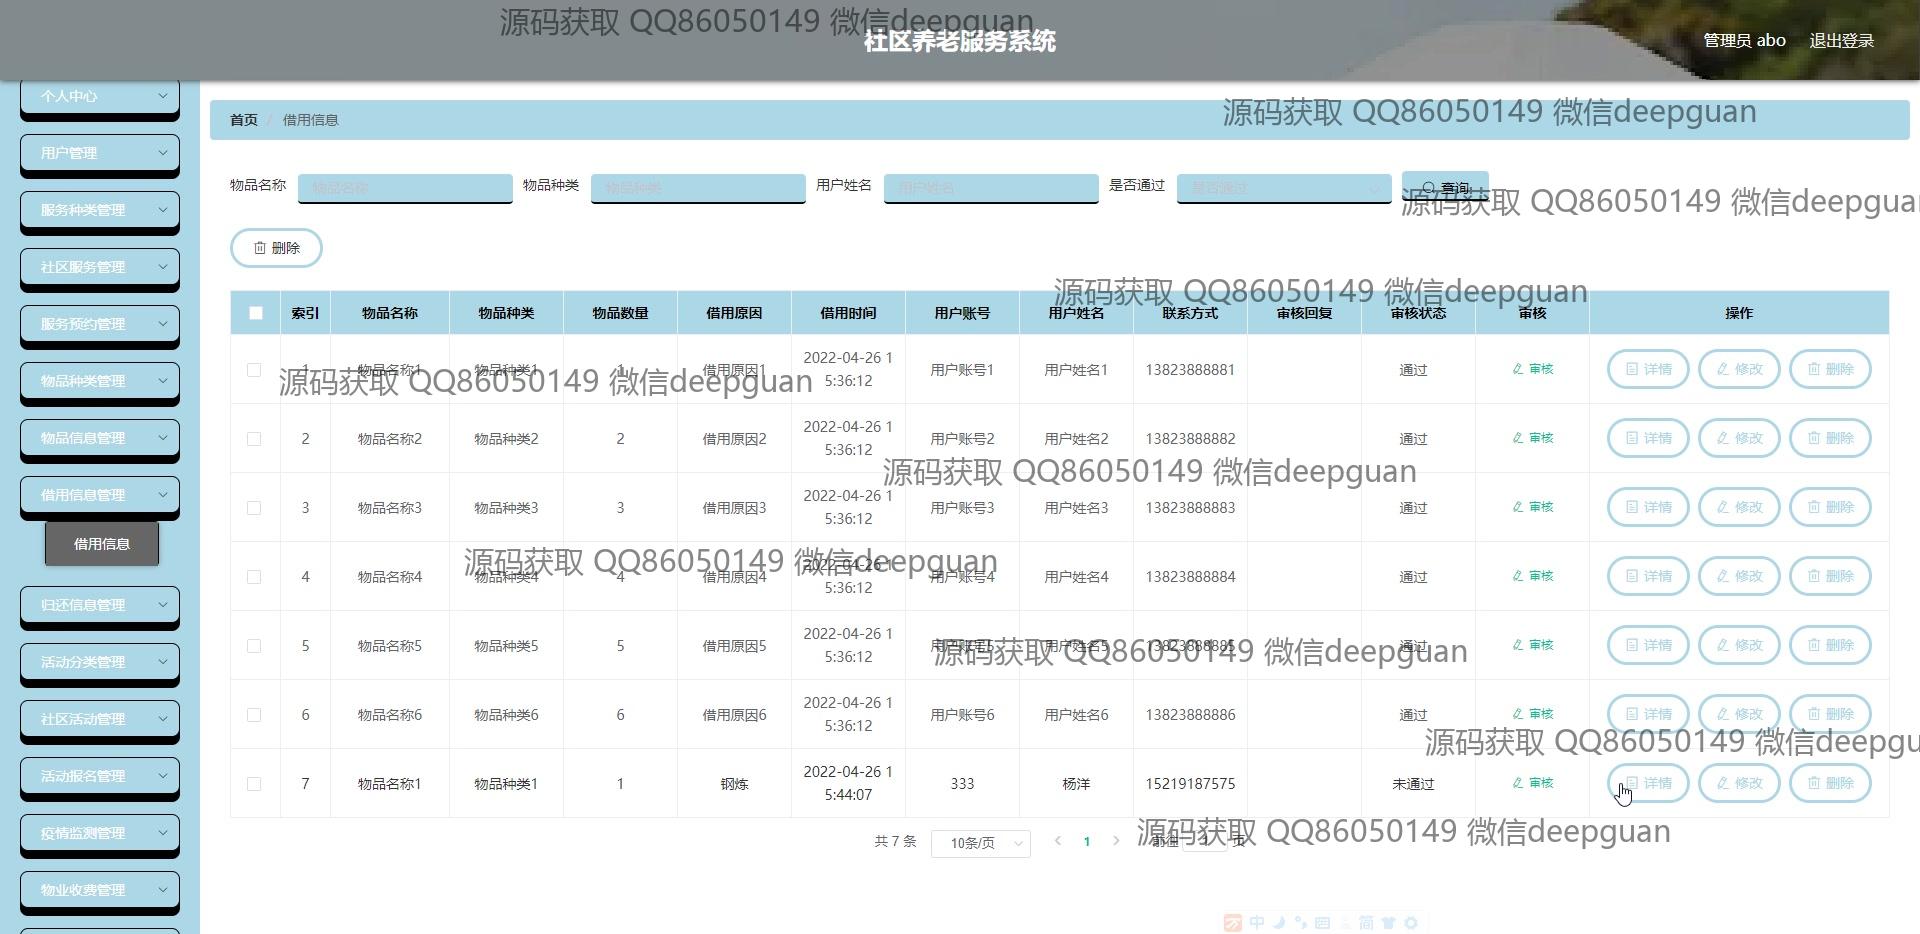 源码获取 QQ86050149 微信deepguan
社区养老服务系统
管理员 abo 退出登录
个人中心
用户管理
服务种类管理
社区服务管理
服务预约管理
物品种类管理
物品信息管理
借用信息管理
借用信息
归还信息管理
活动分类管理
社区活动管理
活动报名管理
疫情监测管理
物业收费管理
首页 / 借用信息
源码获取 QQ86050149 微信deepguan
物品名称 物品名称 物品种类 物品种类 用户姓名 用户姓名 是否通过 是否通过 查询
源码获取 QQ86050149 微信deepguan
删除
源码获取 QQ86050149 微信deepguan
索引 物品名称 物品种类 物品数量 借用原因 借用时间 用户账号 用户姓名 联系方式 审核回复 审核状态 审核 操作
1 物品名称1 物品种类1 1 借用原因1 2022-04-26 15:36:12 用户账号1 用户姓名1 13823888881 通过 审核 详情 修改 删除
源码获取 QQ86050149 微信deepguan
2 物品名称2 物品种类2 2 借用原因2 2022-04-26 15:36:12 用户账号2 用户姓名2 13823888882 通过 审核 详情 修改 删除
源码获取 QQ86050149 微信deepguan
3 物品名称3 物品种类3 3 借用原因3 2022-04-26 15:36:12 用户账号3 用户姓名3 13823888883 通过 审核 详情 修改 删除
源码获取 QQ86050149 微信deepguan
4 物品名称4 物品种类4 4 借用原因4 2022-04-26 15:36:12 用户账号4 用户姓名4 13823888884 通过 审核 详情 修改 删除
5 物品名称5 物品种类5 5 借用原因5 2022-04-26 15:36:12 用户账号5 用户姓名5 13823888885 通过 审核 详情 修改 删除
源码获取 QQ86050149 微信deepguan
6 物品名称6 物品种类6 6 借用原因6 2022-04-26 15:36:12 用户账号6 用户姓名6 13823888886 通过 审核 详情 修改 删除
源码获取 QQ86050149 微信deepgu
7 物品名称1 物品种类1 1 钢炼 2022-04-26 15:44:07 333 杨洋 15219187575 未通过 审核 详情 修改 删除
共 7 条 10条/页 1 前往 1 页
源码获取 QQ86050149 微信deepguan
中 简